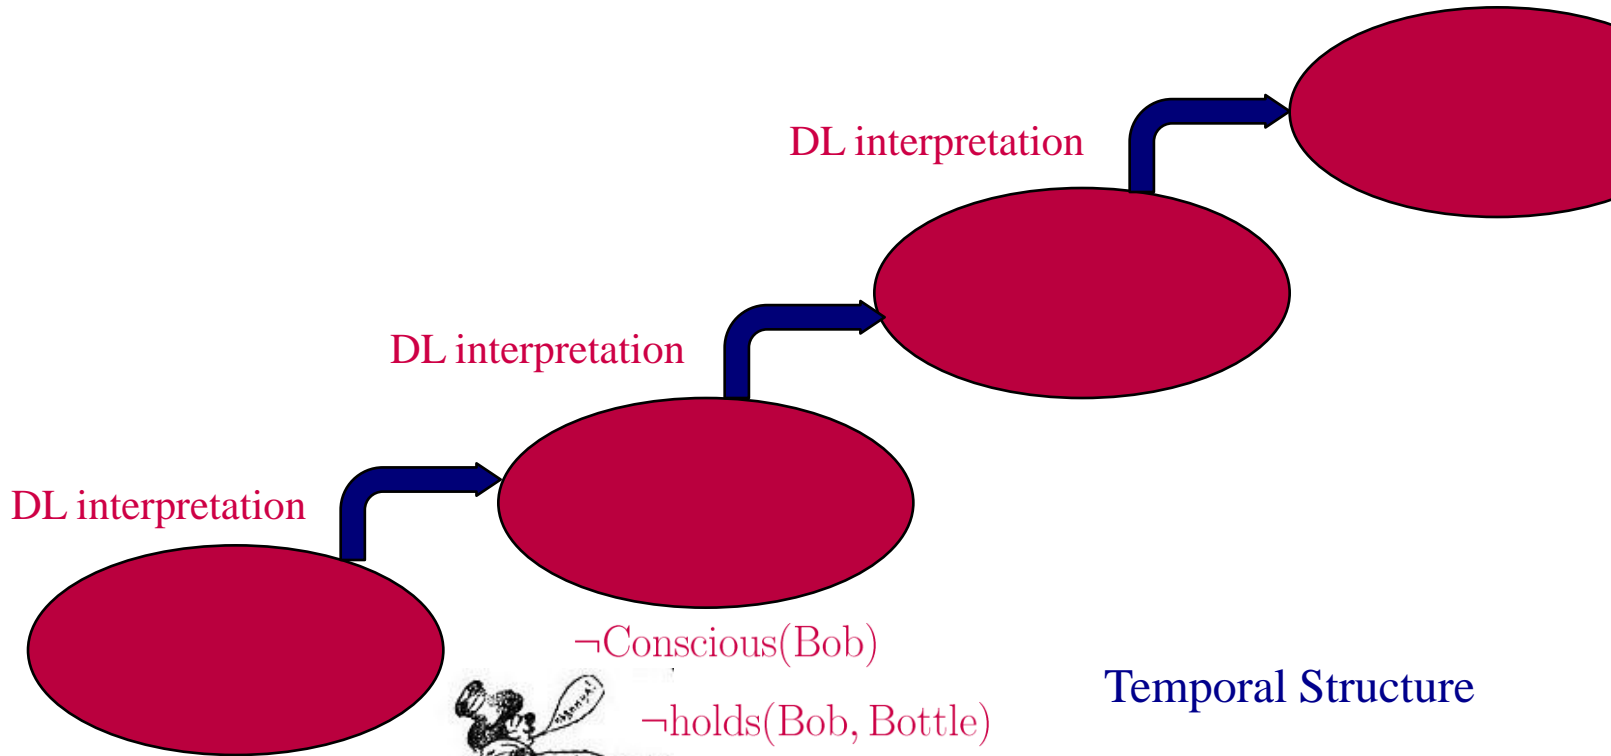 DL interpretation
DL interpretation
DL interpretation
¬Conscious(Bob)
¬holds(Bob, Bottle)
Temporal Structure